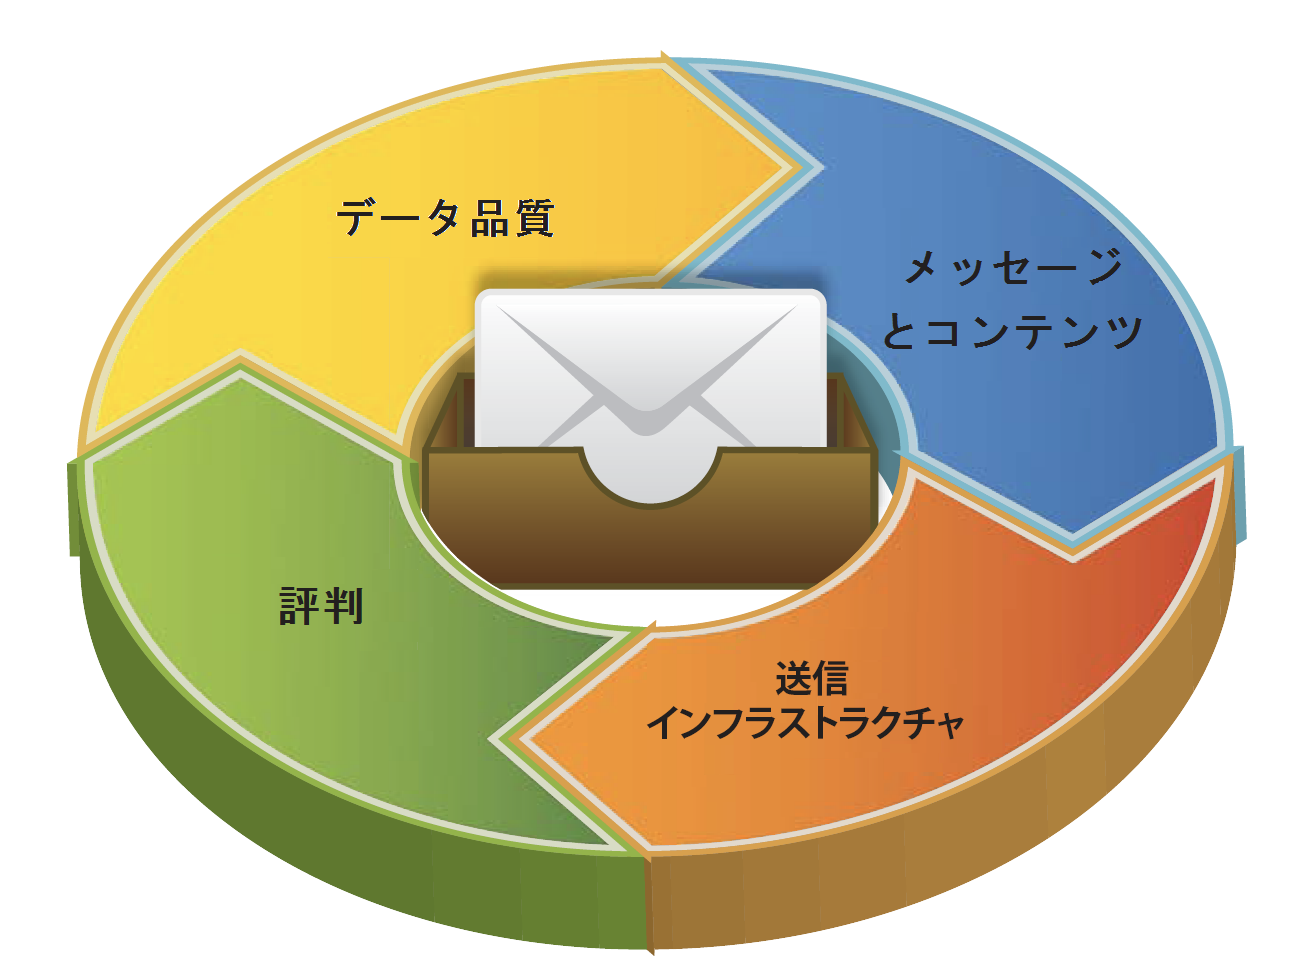 データ品質
メッセージ
とコンテンツ
送信
インフラストラクチャ
評判